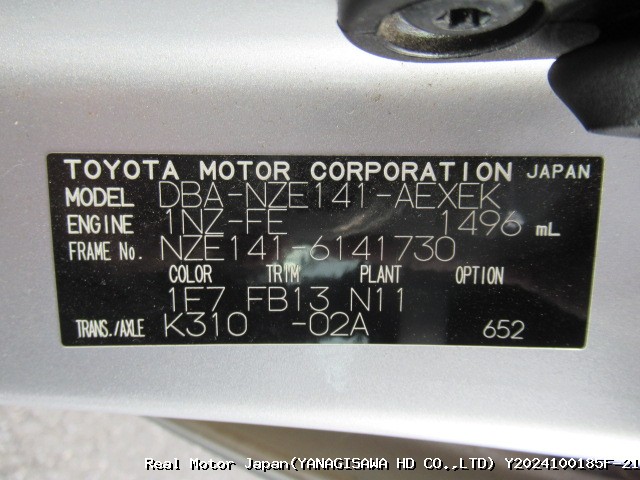 TOYOTA MOTOR CORPORATION JAPAN
MODEL DBA-NZE141-AEXEK
ENGINE 1NZ-FE 1496 mL
FRAME No. NZE141-6141730
COLOR TRIM PLANT OPTION
1E7 FB13 N11
TRANS./AXLE K310 -02A 652
Real Motor Japan(YANAGISAWA HD CO.,LTD) Y2024100185F-21